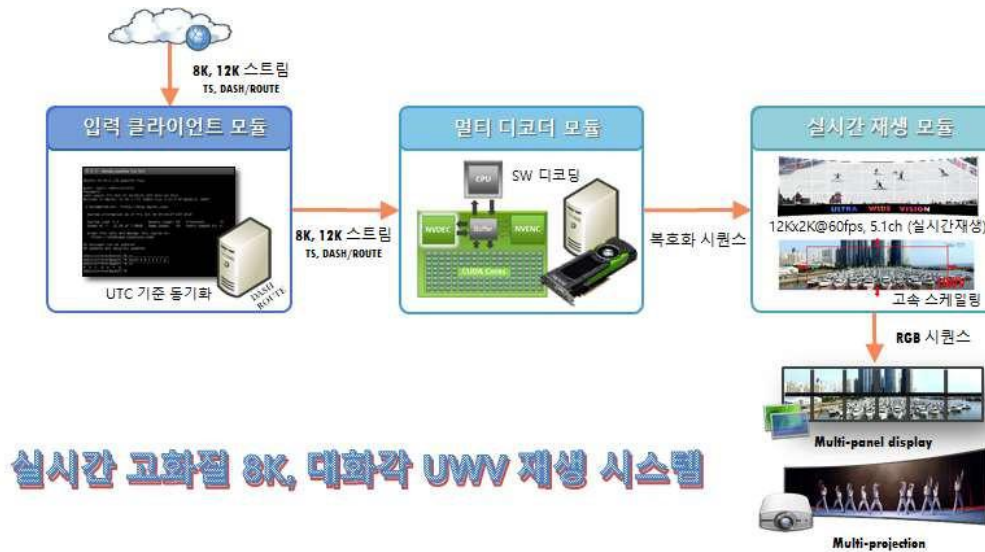 8K, 12K 스트림
TS, DASH/ROUTE
입력 클라이언트 모듈
UTC 기준 동기화
DASH
ROUTE
8K, 12K 스트림
TS, DASH/ROUTE
멀티 디코더 모듈
CPU
SW 디코딩
NVDEC
Buffer
NVENC
CUDA Cores
복호화 시퀀스
실시간 재생 모듈
ULTRA WIDE VISION
12Kx2K@60fps, 5.1ch (실시간재생)
고속 스케일링
RGB 시퀀스
Multi-panel display
Multi-projection
실시간 고화질 8K, 대화각 UWV 재생 시스템